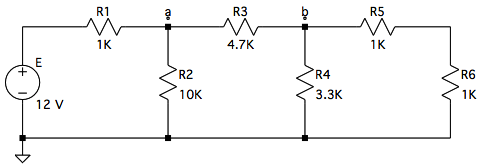 R1 a R3 b R5
1K 4.7K 1K
E R2 R4 R6
12 V 10K 3.3K 1K